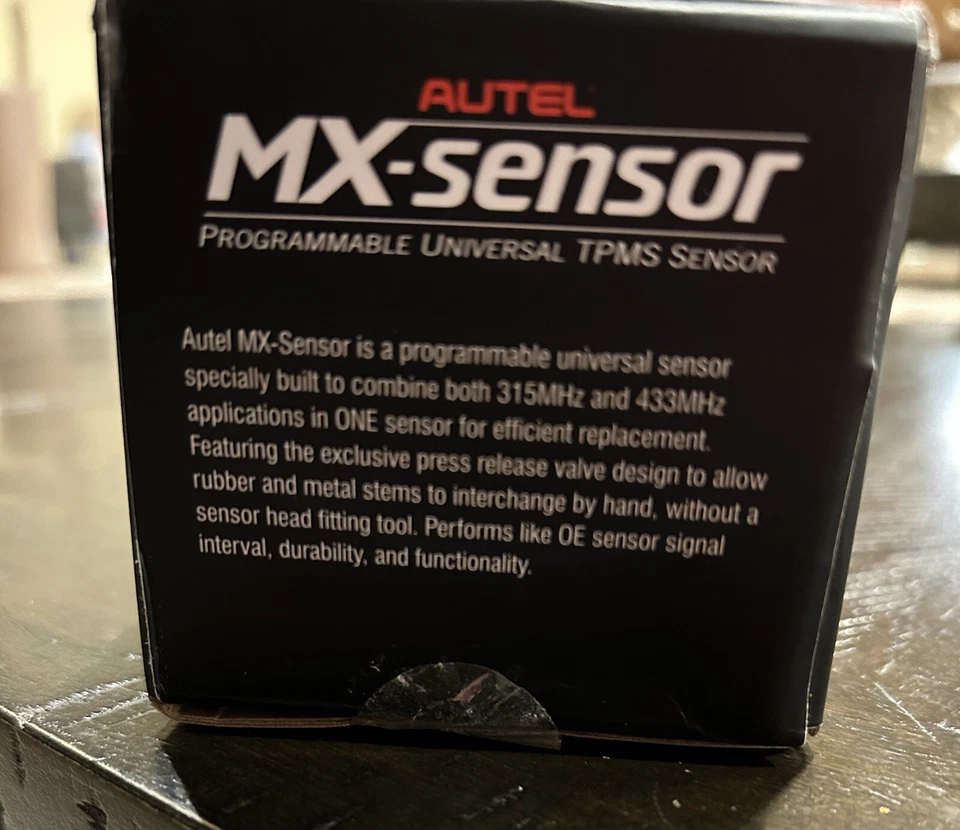 AUTEL
MX-sensor
PROGRAMMABLE UNIVERSAL TPMS SENSOR
Autel MX-Sensor is a programmable universal sensor
specially built to combine both 315MHz and 433MHz
applications in ONE sensor for efficient replacement.
Featuring the exclusive press release valve design to allow
rubber and metal stems to interchange by hand, without a
sensor head fitting tool. Performs like OE sensor signal
interval, durability, and functionality.